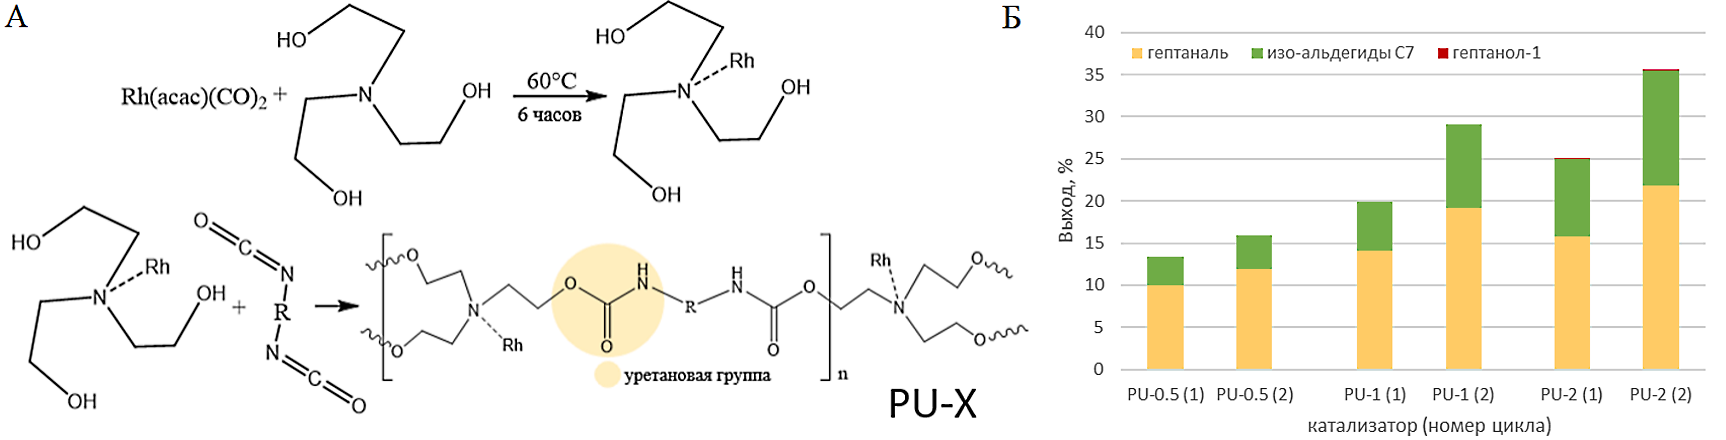 А
HO
N
OH
OH
Rh(acac)(CO)2 +
60°C
6 часов
HO
Rh
N
OH
OH
HO
Rh
N
OH
OH
+
O
C
N
R
N
C
O
O
O
N
Rh
O
O
H
N
R
H
N
O
O
n
Rh
N
O
O
уретановая группа
PU-X
Б
40
35
30
25
20
15
10
5
0
Выход, %
гептаналь
изо-альдегиды С7
гептанол-1
PU-0.5 (1)
PU-0.5 (2)
PU-1 (1)
PU-1 (2)
PU-2 (1)
PU-2 (2)
катализатор (номер цикла)